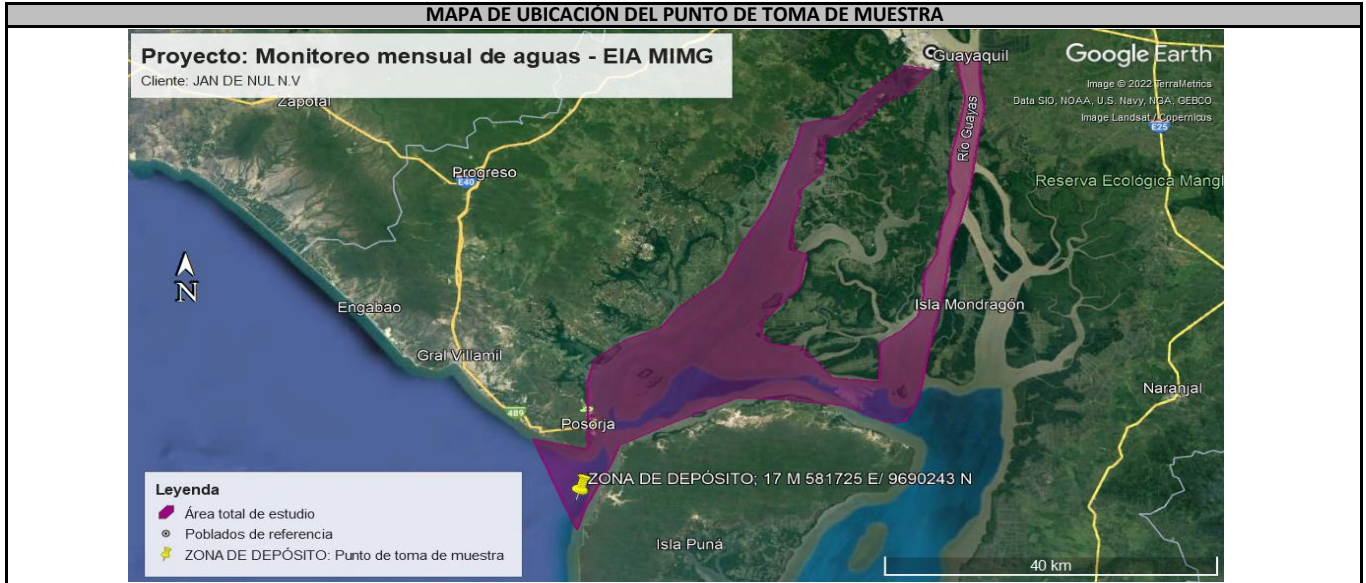 MAPA DE UBICACIÓN DEL PUNTO DE TOMA DE MUESTRA
Proyecto: Monitoreo mensual de aguas - EIA MIMG
Cliente: JAN DE NUL N.V
Guayaquil
Google Earth
Image © 2022 TerraMetrics
Data SIO, NOAA, U.S. Navy, NGA, GEBCO
Image Landsat / Copernicus
Zapotal
E25
Río Guayas
Progreso
E40
Reserva Ecológica Mangl
N
Engabao
Isla Mondragón
Gral Villamil
Naranjal
489
Posorja
ZONA DE DEPÓSITO; 17 M 581725 E/ 9690243 N
Leyenda
Área total de estudio
Poblados de referencia
ZONA DE DEPÓSITO: Punto de toma de muestra
Isla Puná
40 km